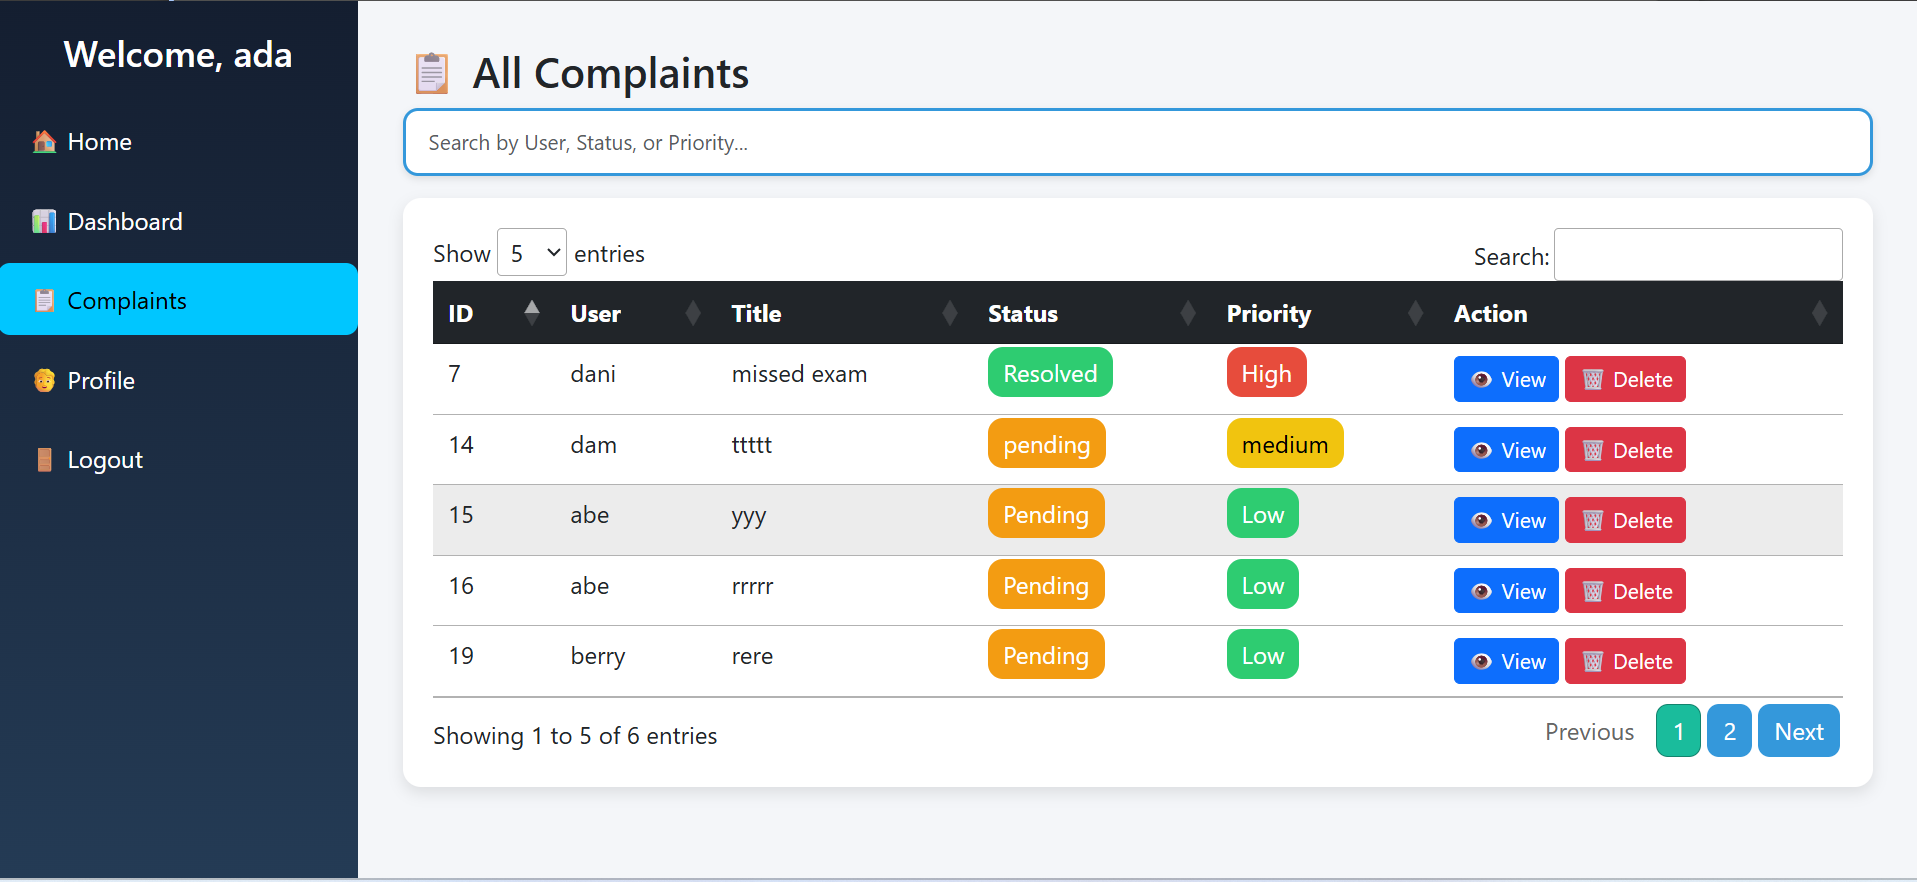 Welcome, ada
Home
Dashboard
Complaints
Profile
Logout
All Complaints
Search by User, Status, or Priority...
Show 5 entries
Search:
ID User Title Status Priority Action
7 dani missed exam Resolved High View Delete
14 dam ttttt pending medium View Delete
15 abe yyy Pending Low View Delete
16 abe rrrrr Pending Low View Delete
19 berry rere Pending Low View Delete
Showing 1 to 5 of 6 entries
Previous 1 2 Next